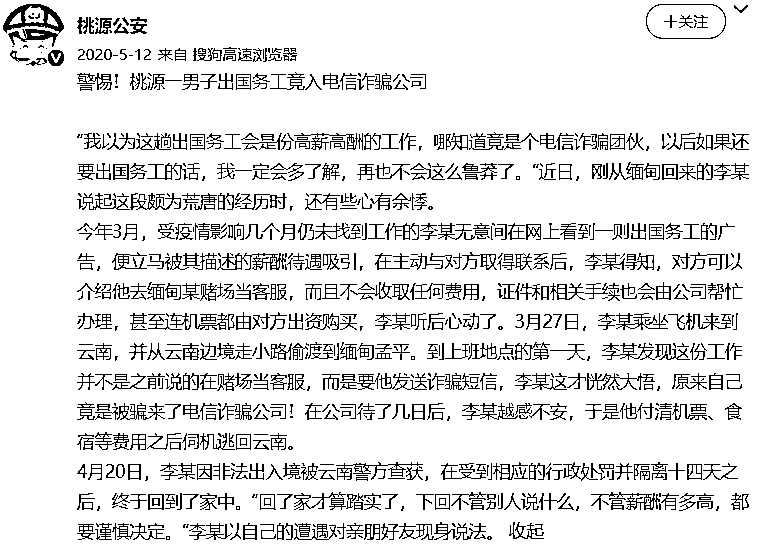 桃源公安
十关注
2020-5-12 来自 搜狗高速浏览器
警惕！桃源一男子出国务工竟入电信诈骗公司
“我以为这趟出国务工会是份高薪高酬的工作，哪知道竟是个电信诈骗团伙，以后如果还
要出国务工的话，我一定会多了解，再也不会这么鲁莽了。“近日，刚从缅甸回来的李某
说起这段颇为荒唐的经历时，还有些心有余悸。
今年3月，受疫情影响几个月仍未找到工作的李某无意间在网上看到一则出国务工的广
告，便立马被其描述的薪酬待遇吸引，在主动与对方取得联系后，李某得知，对方可以
介绍他去缅甸某赌场当客服，而且不会收取任何费用，证件和相关手续也会由公司帮忙
办理，甚至连机票都由对方出资购买，李某听后心动了。3月27日，李某乘坐飞机来到
云南，并从云南边境走小路偷渡到缅甸孟平。到上班地点的第一天，李某发现这份工作
并不是之前说的在赌场当客服，而是要他发送诈骗短信，李某这才恍然大悟，原来自己
竟是被骗来了电信诈骗公司！在公司待了几日后，李某越感不安，于是他付清机票、食
宿等费用之后伺机逃回云南。
4月20日，李某因非法出入境被云南警方查获，在受到相应的行政处罚并隔离十四天之
后，终于回到了家中。“回了家才算踏实了，下回不管别人说什么，不管薪酬有多高，都
要谨慎决定。“李某以自己的遭遇对亲朋好友现身说法。 收起